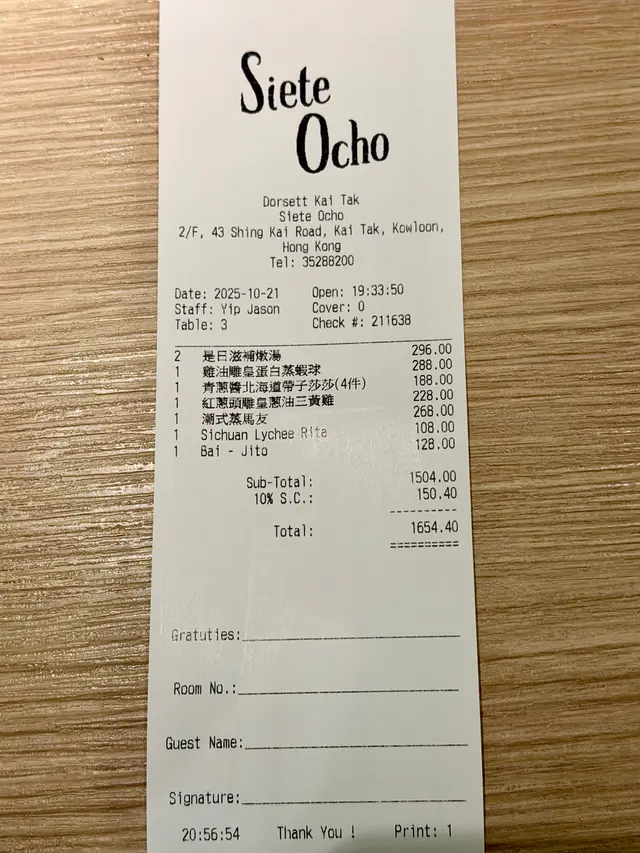 Siete
Ocho
Dorsett Kai Tak
Siete Ocho
2/F, 43 Shing Kai Road, Kai Tak, Kowloon,
Hong Kong
Tel: 35288200
Date: 2025-10-21 Open: 19:33:50
Staff: Yip Jason Cover: 0
Table: 3 Check #: 211638
2 是日滋補燉湯 296.00
1 雞油雕皇蛋白蒸蝦球 288.00
1 青蔥醬北海道帶子莎莎(4件) 188.00
1 紅蔥頭雕皇蔥油三黃雞 228.00
1 潮式蒸馬友 268.00
1 Sichuan Lychee Rita 108.00
1 Bai - Jito 128.00
Sub-Total: 1504.00
10% S.C.: 150.40
Total: 1654.40
Gratuties:
Room No.:
Guest Name:
Signature:
20:56:54 Thank You ! Print: 1